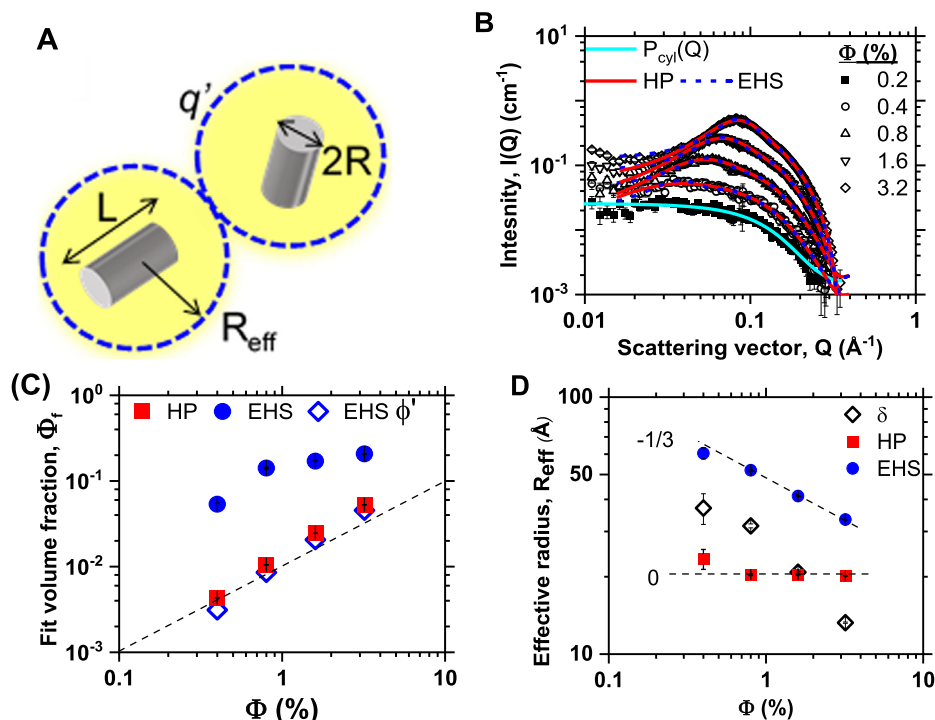 A
q'
2R
L
R_eff
B
P_cyl(Q)
HP
EHS
Φ (%)
0.2
0.4
0.8
1.6
3.2
Intesnity, I(Q) (cm⁻¹)
10¹
10⁻¹
10⁻³
0.01
0.1
1
Scattering vector, Q (Å⁻¹)
(C)
HP
EHS
EHS ϕ'
Fit volume fraction, Φ_f
10⁰
10⁻¹
10⁻²
10⁻³
0.1
1
10
Φ (%)
D
δ
HP
EHS
-1/3
0
Effective radius, R_eff (Å)
100
50
10
0.1
1
10
Φ (%)